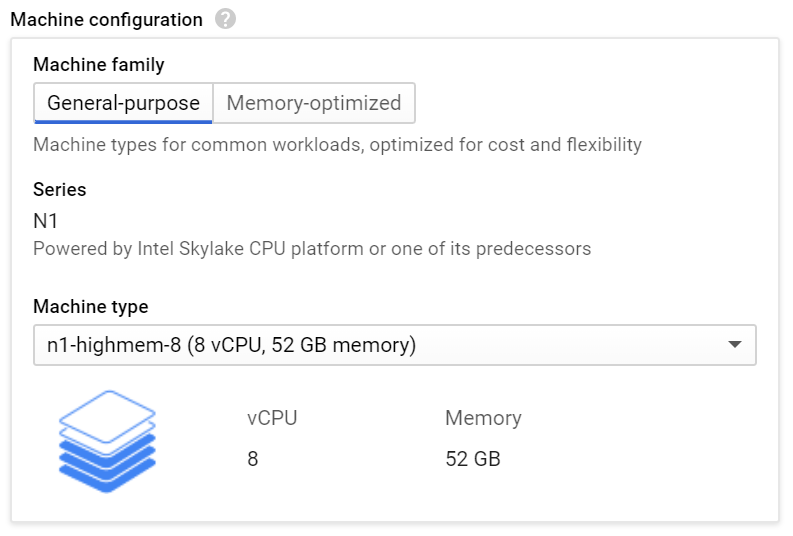 Machine configuration ?
Machine family
General-purpose Memory-optimized
Machine types for common workloads, optimized for cost and flexibility
Series
N1
Powered by Intel Skylake CPU platform or one of its predecessors
Machine type
n1-highmem-8 (8 vCPU, 52 GB memory)
vCPU Memory
8 52 GB